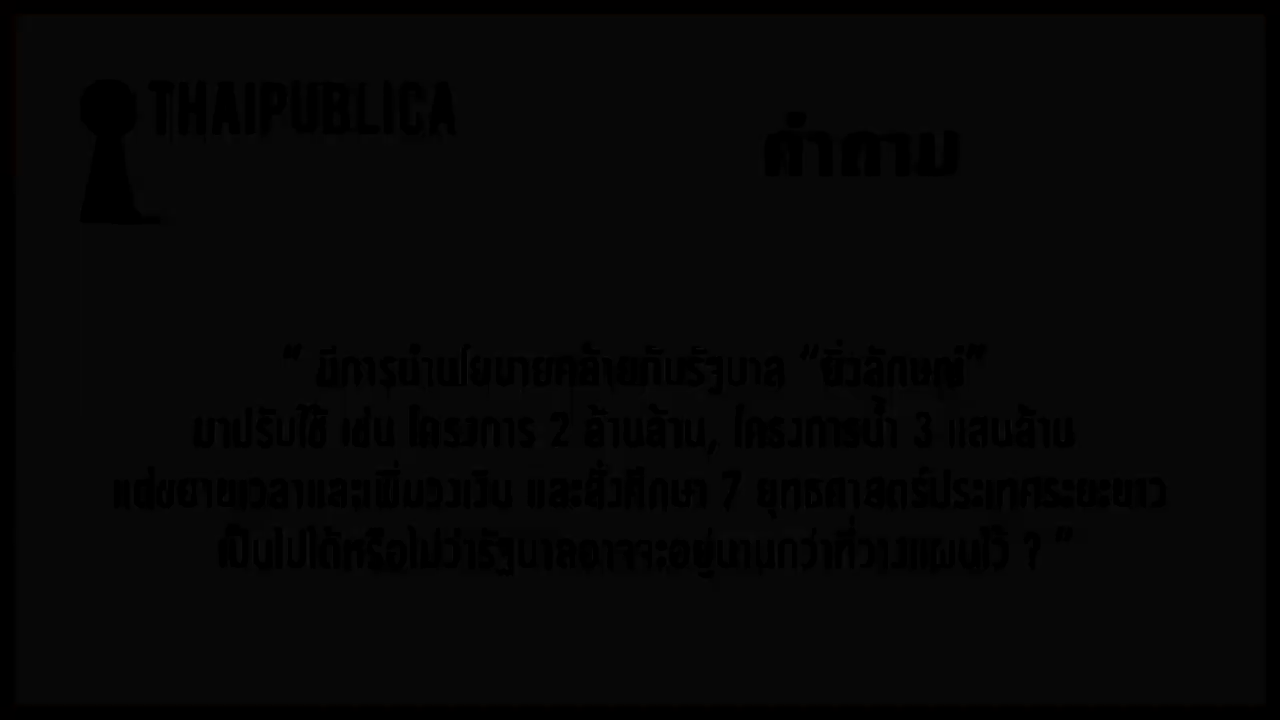 THAIPUBLICA
คำถาม
" มีการนำนโยบายคล้ายกับรัฐบาล "ยิ่งลักษณ์"
มาปรับใช้ เช่น โครงการ 2 ล้านล้าน, โครงการน้ำ 3 แสนล้าน
แต่ขยายเวลาและเพิ่มวงเงิน และสั่งศึกษา 7 ยุทธศาสตร์ประเทศระยะยาว
เป็นไปได้หรือไม่ว่ารัฐบาลอาจจะอยู่นานกว่าที่วางแผนไว้ ? "